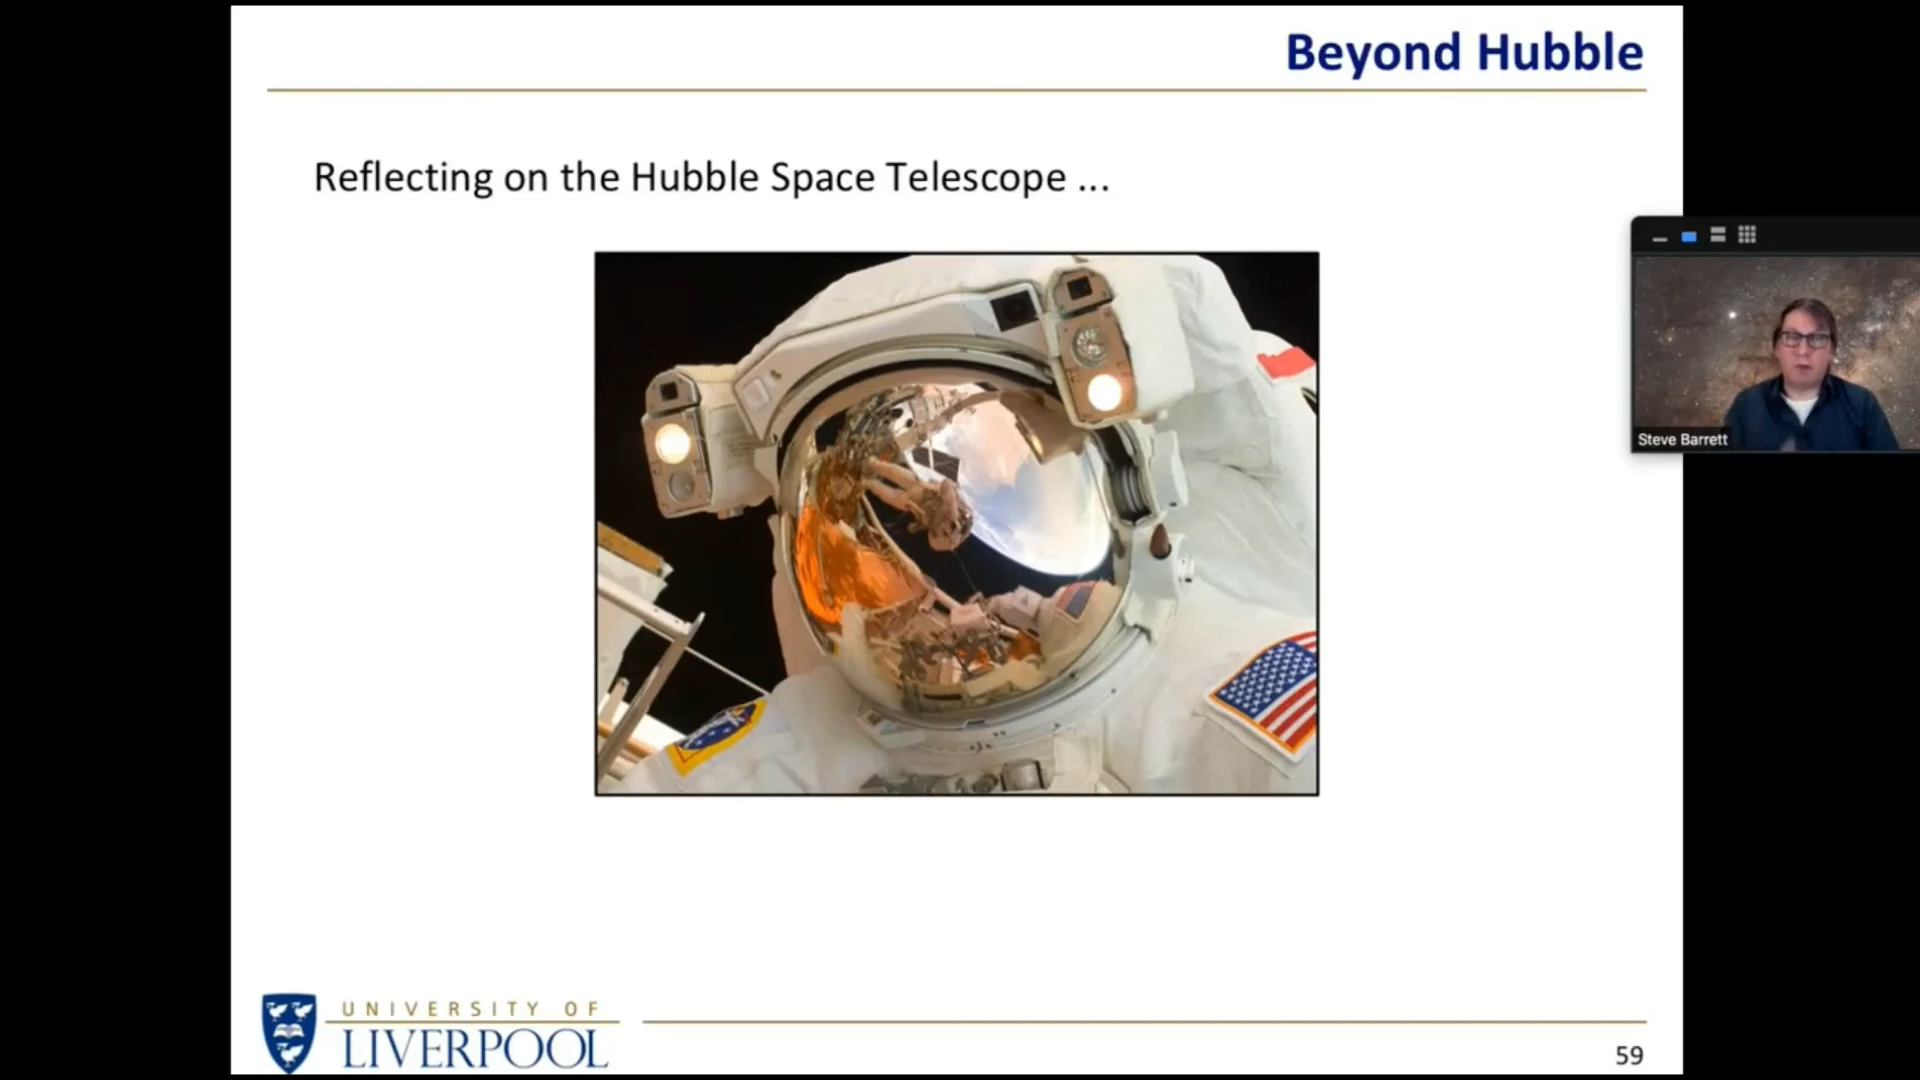 Beyond Hubble
Reflecting on the Hubble Space Telescope ...
Steve Barrett
UNIVERSITY OF
LIVERPOOL
59